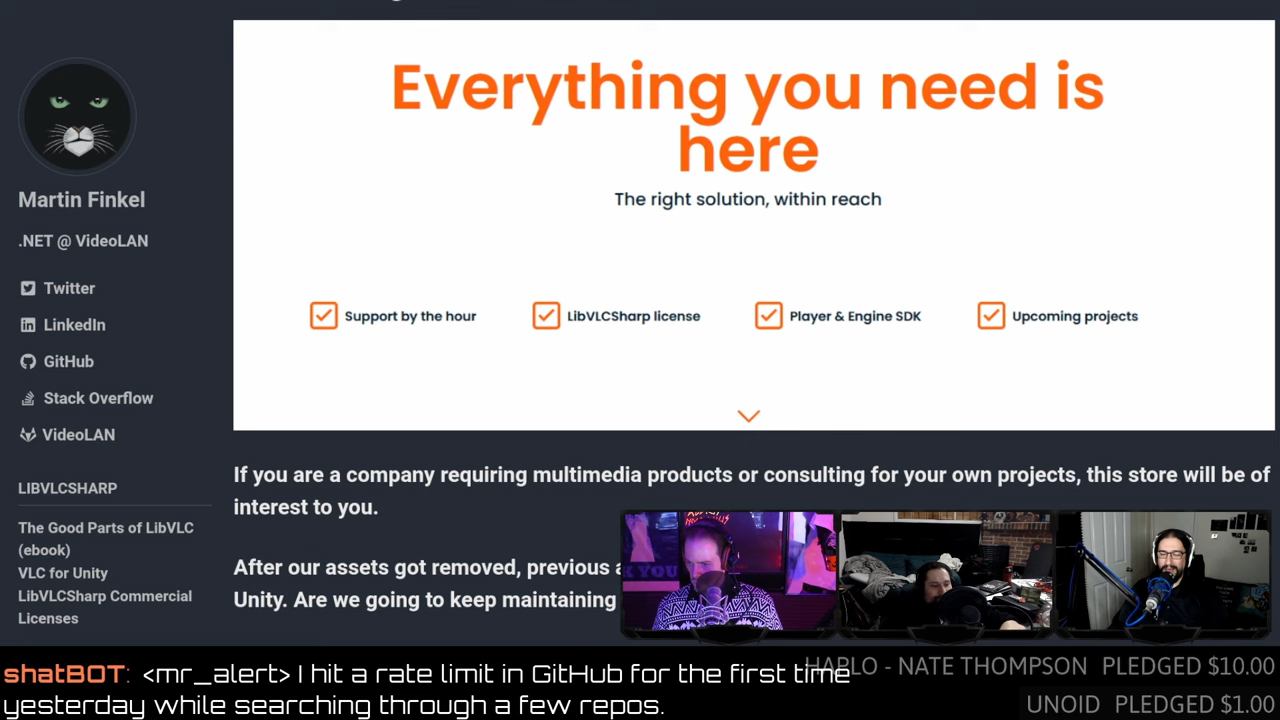 Everything you need is
here
The right solution, within reach
Support by the hour
LibVLCSharp license
Player & Engine SDK
Upcoming projects
Martin Finkel
.NET @ VideoLAN
Twitter
LinkedIn
GitHub
Stack Overflow
VideoLAN
LIBVLCSHARP
The Good Parts of LibVLC
(ebook)
VLC for Unity
LibVLCSharp Commercial
Licenses
If you are a company requiring multimedia products or consulting for your own projects, this store will be of
interest to you.
After our assets got removed, previous a
Unity. Are we going to keep maintaining
shatBOT: <mr_alert> I hit a rate limit in GitHub for the first time
yesterday while searching through a few repos.
HARLO - NATE THOMPSON PLEDGED $10.00
UNOID PLEDGED $1.00